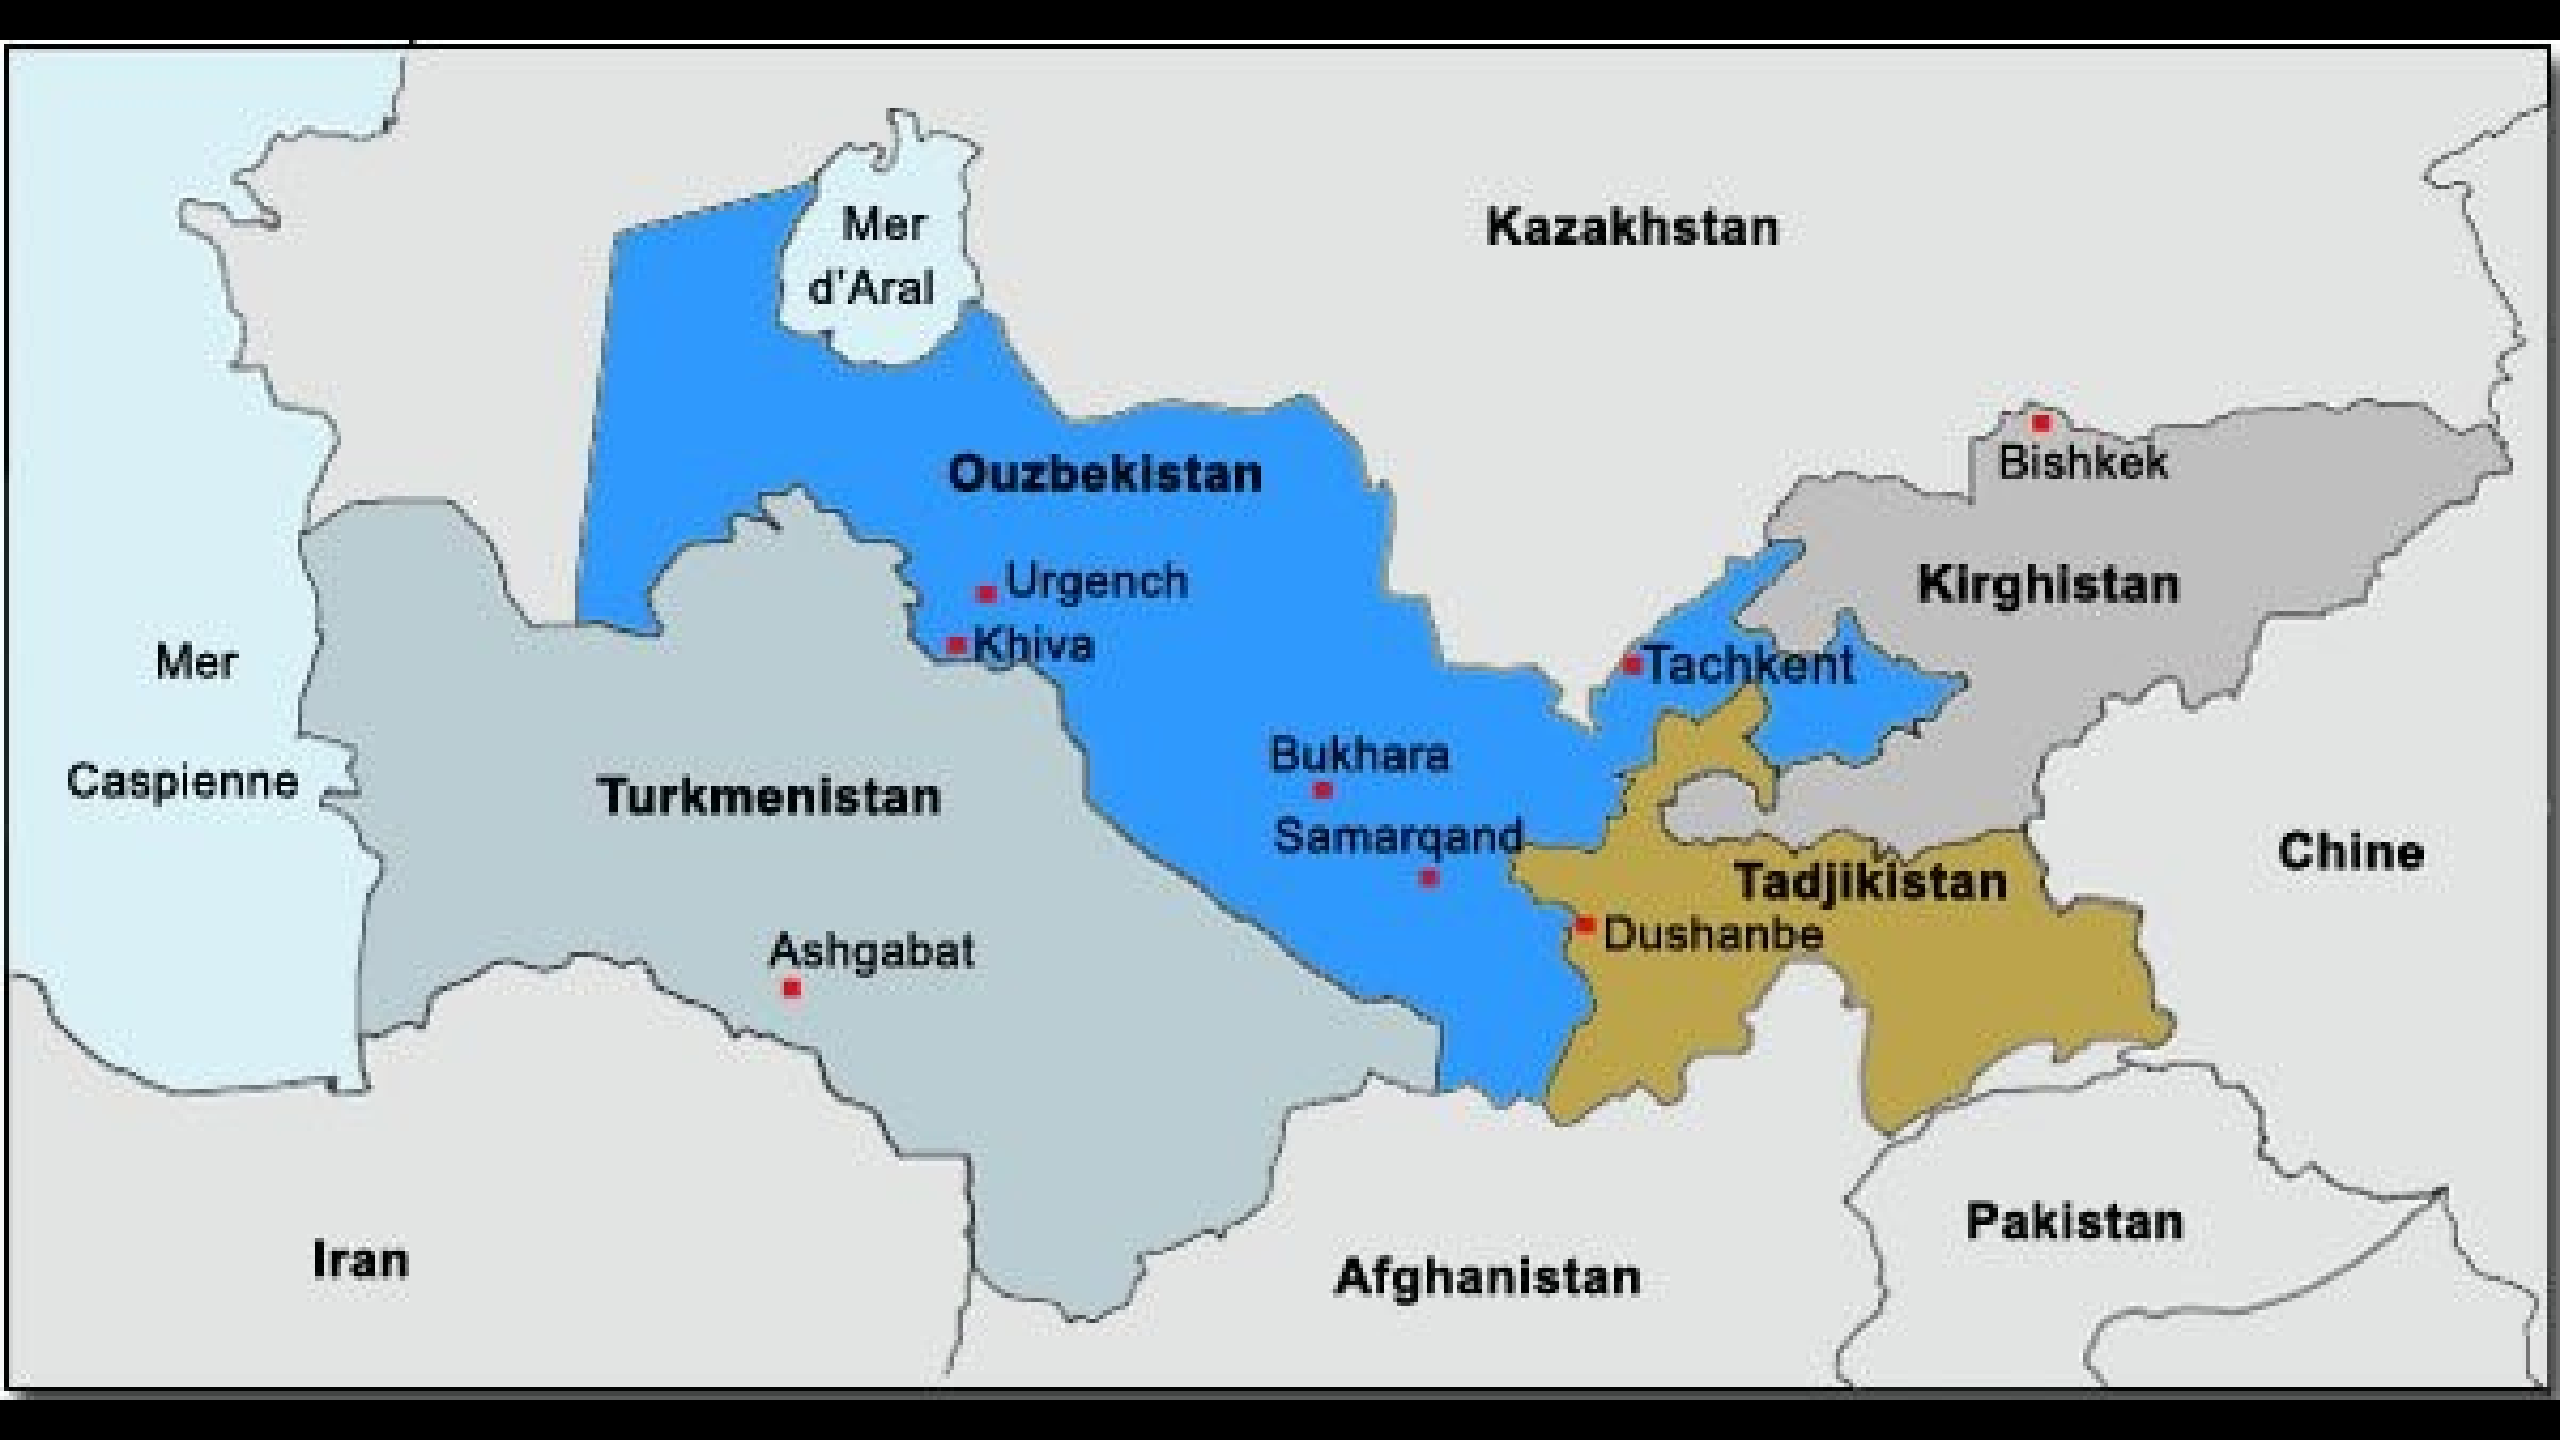 Mer
d'Aral
Kazakhstan
Bishkek
Ouzbekistan
Kirghistan
Urgench
Khiva
Mer
Caspienne
Tachkent
Bukhara
Turkmenistan
Samarqand
Chine
Tadjikistan
Dushanbe
Ashgabat
Pakistan
Iran
Afghanistan